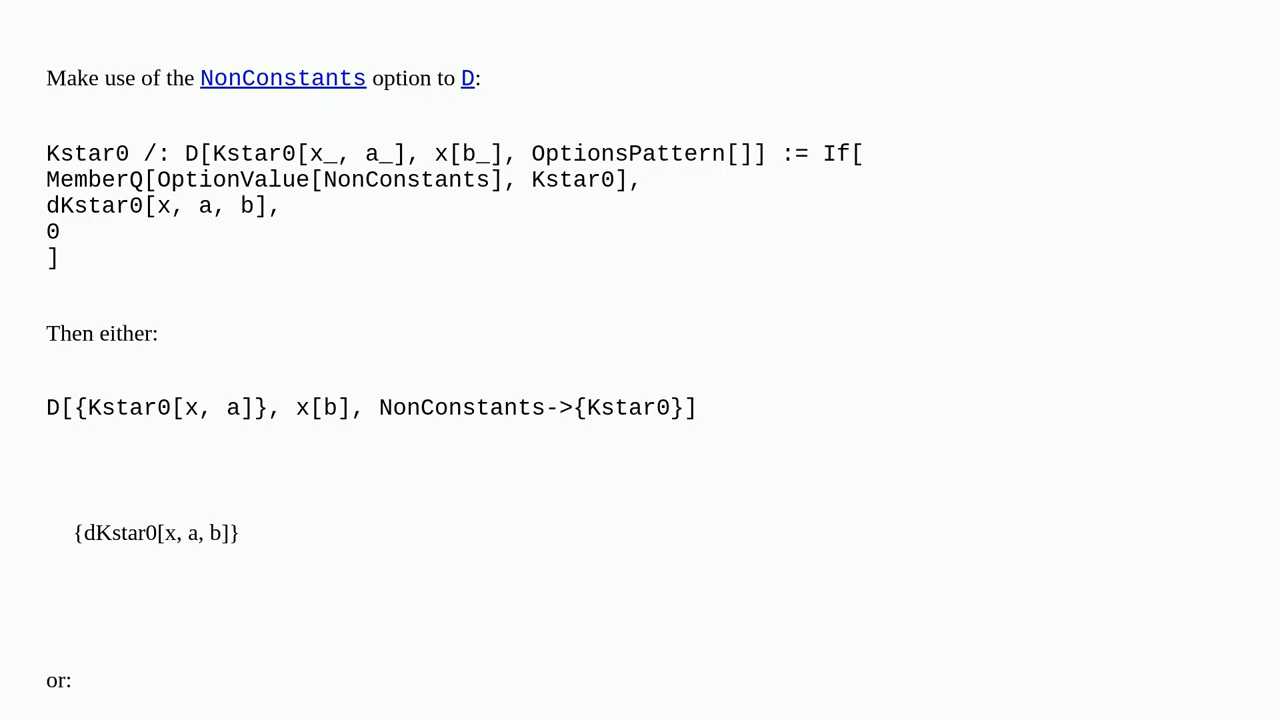 Make use of the NonConstants option to D:
Kstar0 /: D[Kstar0[x_, a_], x[b_], OptionsPattern[]] := If[
MemberQ[OptionValue[NonConstants], Kstar0],
dKstar0[x, a, b],
0
]
Then either:
D[{Kstar0[x, a]}, x[b], NonConstants->{Kstar0}]
{dKstar0[x, a, b]}
or: